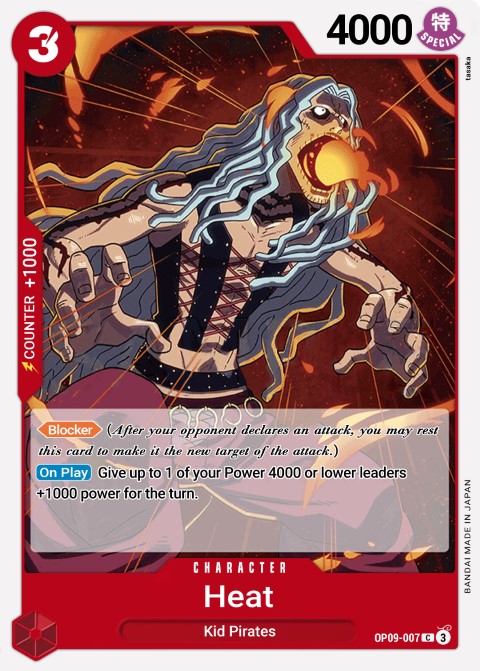 3
4000
特
SPECIAL
tasaka
COUNTER +1000
Blocker (After your opponent declares an attack, you may rest
this card to make it the new target of the attack.)
On Play Give up to 1 of your Power 4000 or lower leaders
+1000 power for the turn.
BANDAI MADE IN JAPAN
CHARACTER
Heat
Kid Pirates
OP09-007 C 3